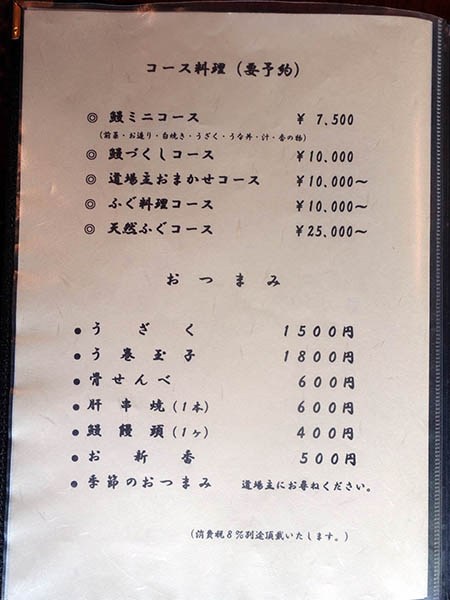 コース料理（要予約）
◎ 鰻ミニコース ￥ 7,500
（前菜・お造り・白焼き・うざく・うな丼・汁・香の物）
◎ 鰻づくしコース ￥10,000
◎ 道場主おまかせコース ￥10,000～
◎ ふぐ料理コース ￥10,000～
◎ 天然ふぐコース ￥25,000～
おつまみ
● うざく 1500円
● う巻玉子 1800円
● 骨せんべ 600円
● 肝串焼（1本） 600円
● 鰻饅頭（1ヶ） 400円
● お新香 500円
● 季節のおつまみ 道場主にお尋ねください。
（消費税8％別途頂戴いたします。）